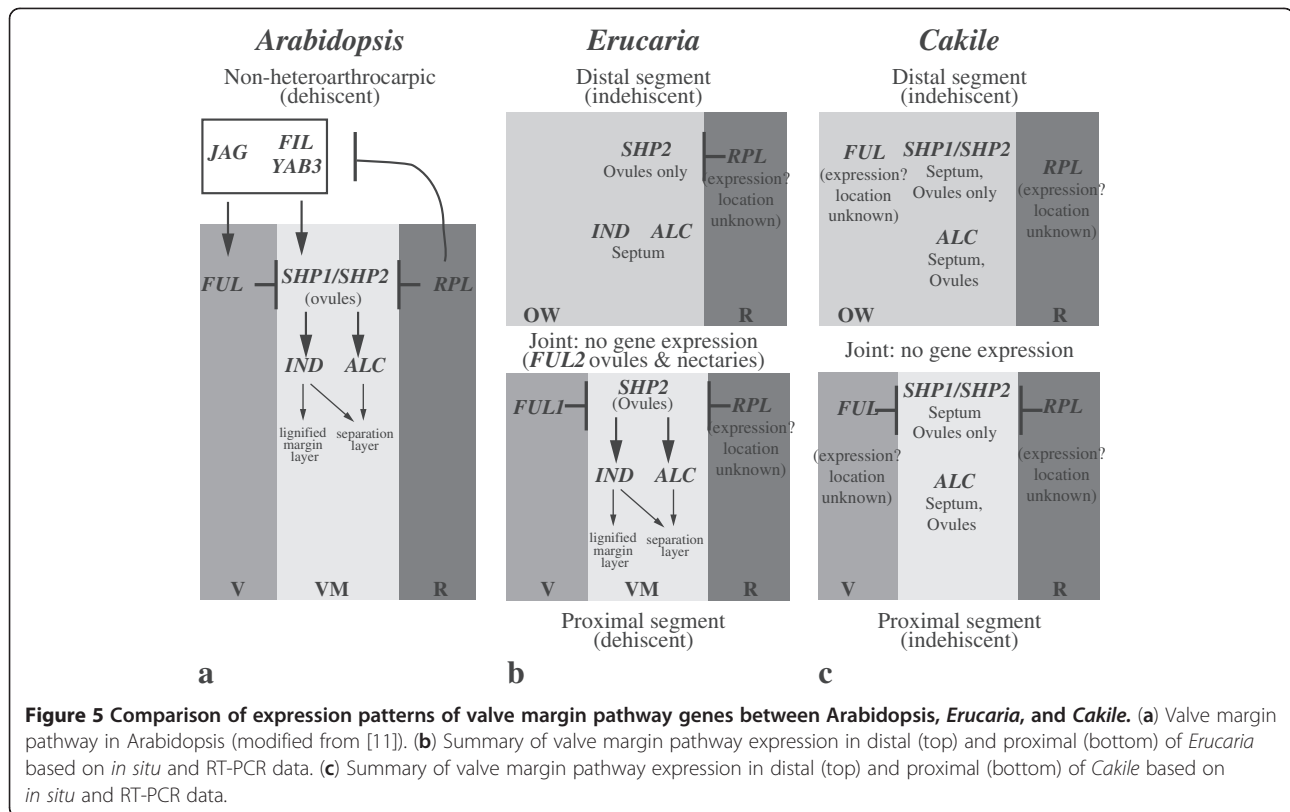 Arabidopsis
Non-heteroarthrocarpic
(dehiscent)
JAG
FIL
YAB3
FUL
SHP1/SHP2
(ovules)
RPL
IND
ALC
lignified
margin
layer
separation
layer
V
VM
R
a
Erucaria
Distal segment
(indehiscent)
SHP2
Ovules only
RPL
(expression?
location
unknown)
IND ALC
Septum
OW
R
Joint: no gene expression
(FUL2 ovules & nectaries)
FUL1
SHP2
(Ovules)
RPL
(expression?
location
unknown)
IND
ALC
lignified
margin
layer
separation
layer
V
VM
R
Proximal segment
(dehiscent)
b
Cakile
Distal segment
(indehiscent)
FUL
(expression?
location
unknown)
SHP1/SHP2
Septum,
Ovules only
RPL
(expression?
location
unknown)
ALC
Septum,
Ovules
OW
R
Joint: no gene expression
FUL
(expression?
location
unknown)
SHP1/SHP2
Septum
Ovules only
RPL
(expression?
location
unknown)
ALC
Septum,
Ovules
V
R
Proximal segment
(indehiscent)
c
Figure 5 Comparison of expression patterns of valve margin pathway genes between Arabidopsis, Erucaria, and Cakile. (a) Valve margin
pathway in Arabidopsis (modified from [11]). (b) Summary of valve margin pathway expression in distal (top) and proximal (bottom) of Erucaria
based on in situ and RT-PCR data. (c) Summary of valve margin pathway expression in distal (top) and proximal (bottom) of Cakile based on
in situ and RT-PCR data.